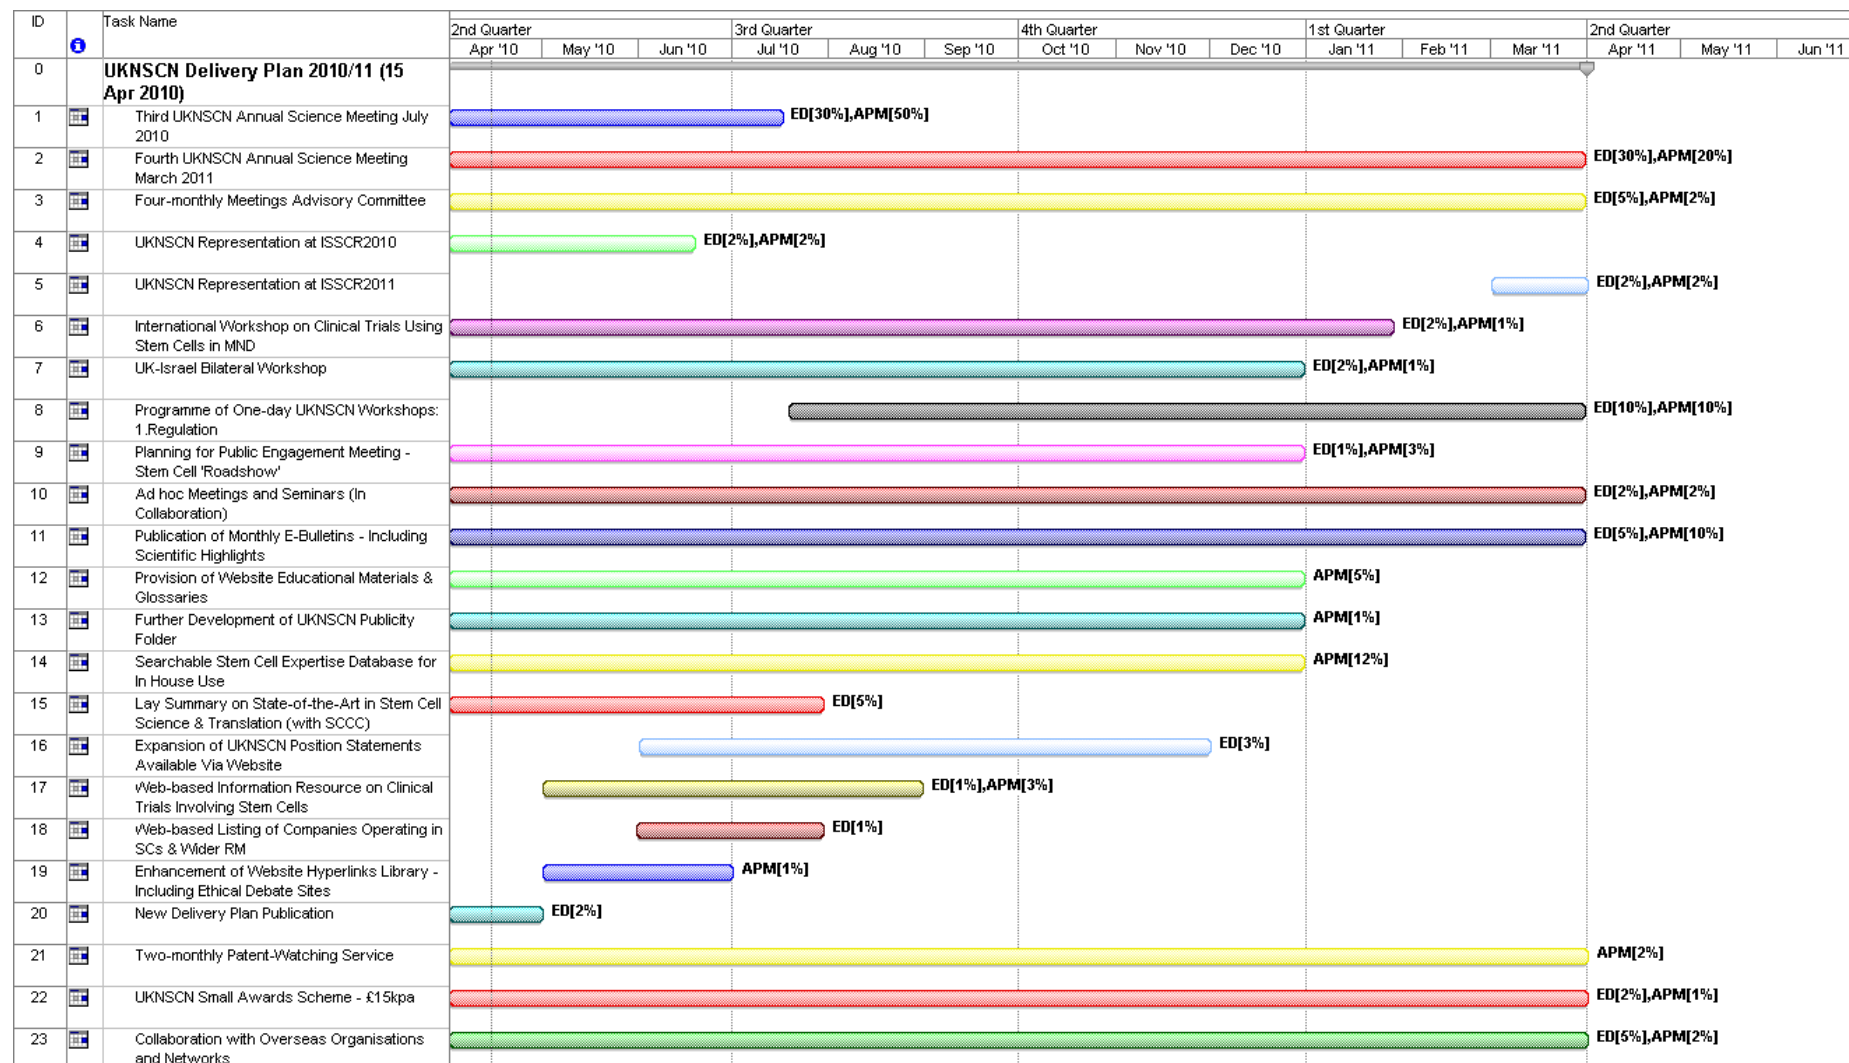 ID Task Name
2nd Quarter 3rd Quarter 4th Quarter 1st Quarter 2nd Quarter
Apr '10 May '10 Jun '10 Jul '10 Aug '10 Sep '10 Oct '10 Nov '10 Dec '10 Jan '11 Feb '11 Mar '11 Apr '11 May '11 Jun '11
0 UKNSCN Delivery Plan 2010/11 (15
Apr 2010)
1 Third UKNSCN Annual Science Meeting July ED[30%],APM[50%]
2010
2 Fourth UKNSCN Annual Science Meeting ED[30%],APM[20%]
March 2011
3 Four-monthly Meetings Advisory Committee ED[5%],APM[2%]
4 UKNSCN Representation at ISSCR2010 ED[2%],APM[2%]
5 UKNSCN Representation at ISSCR2011 ED[2%],APM[2%]
6 International Workshop on Clinical Trials Using ED[2%],APM[1%]
Stem Cells in MND
7 UK-Israel Bilateral Workshop ED[2%],APM[1%]
8 Programme of One-day UKNSCN Workshops: ED[10%],APM[10%]
1.Regulation
9 Planning for Public Engagement Meeting - ED[1%],APM[3%]
Stem Cell 'Roadshow'
10 Ad hoc Meetings and Seminars (In ED[2%],APM[2%]
Collaboration)
11 Publication of Monthly E-Bulletins - Including ED[5%],APM[10%]
Scientific Highlights
12 Provision of Website Educational Materials & APM[5%]
Glossaries
13 Further Development of UKNSCN Publicity APM[1%]
Folder
14 Searchable Stem Cell Expertise Database for APM[12%]
In House Use
15 Lay Summary on State-of-the-Art in Stem Cell ED[5%]
Science & Translation (with SCCC)
16 Expansion of UKNSCN Position Statements ED[3%]
Available Via Website
17 Web-based Information Resource on Clinical ED[1%],APM[3%]
Trials Involving Stem Cells
18 Web-based Listing of Companies Operating in ED[1%]
SCs & Wider RM
19 Enhancement of Website Hyperlinks Library - APM[1%]
Including Ethical Debate Sites
20 New Delivery Plan Publication ED[2%]
21 Two-monthly Patent-Watching Service APM[2%]
22 UKNSCN Small Awards Scheme - £15kpa ED[2%],APM[1%]
23 Collaboration with Overseas Organisations ED[5%],APM[2%]
and Networks